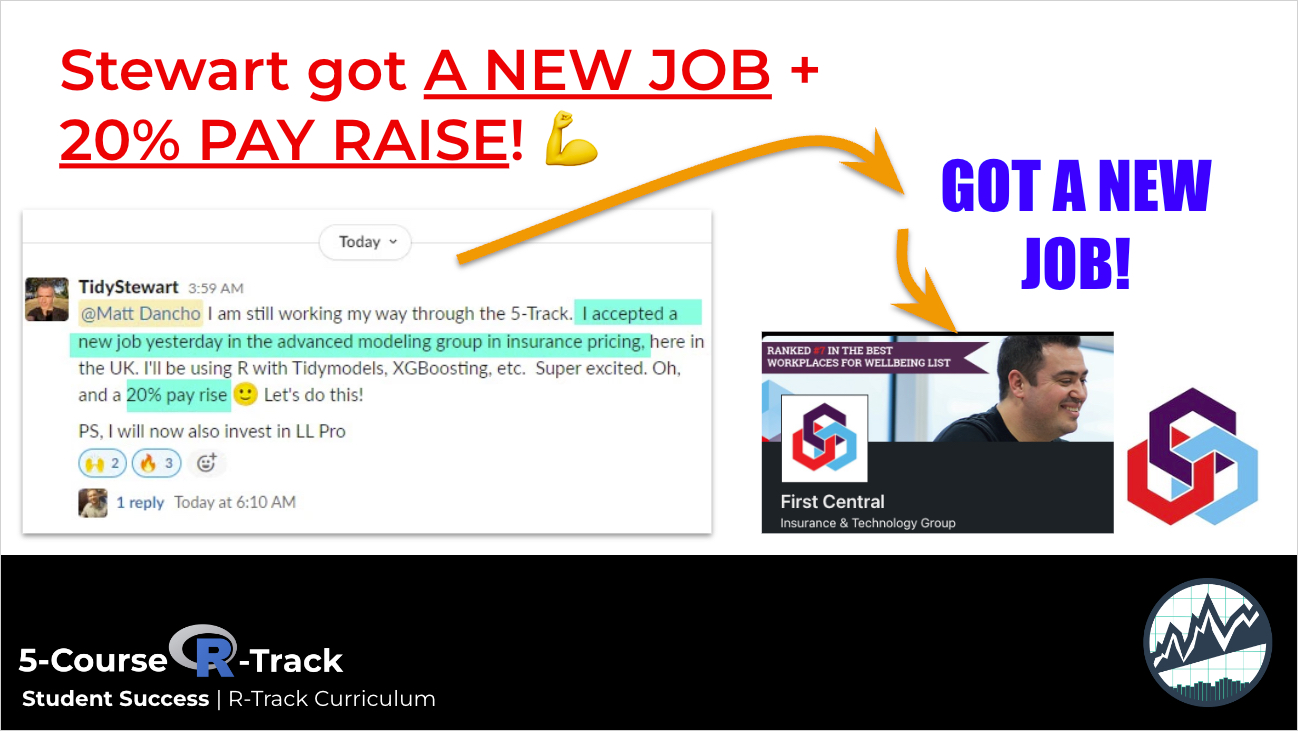 Stewart got A NEW JOB +
20% PAY RAISE! 💪
GOT A NEW
JOB!
Today
TidyStewart 3:59 AM
@Matt Dancho I am still working my way through the 5-Track. I accepted a
new job yesterday in the advanced modeling group in insurance pricing, here in
the UK. I'll be using R with Tidymodels, XGBoosting, etc. Super excited. Oh,
and a 20% pay rise 🙂 Let's do this!
PS, I will now also invest in LL Pro
🙌 2 🔥 3
1 reply Today at 6:10 AM
RANKED #7 IN THE BEST
WORKPLACES FOR WELLBEING LIST
First Central
Insurance & Technology Group
5-Course R-Track
Student Success | R-Track Curriculum